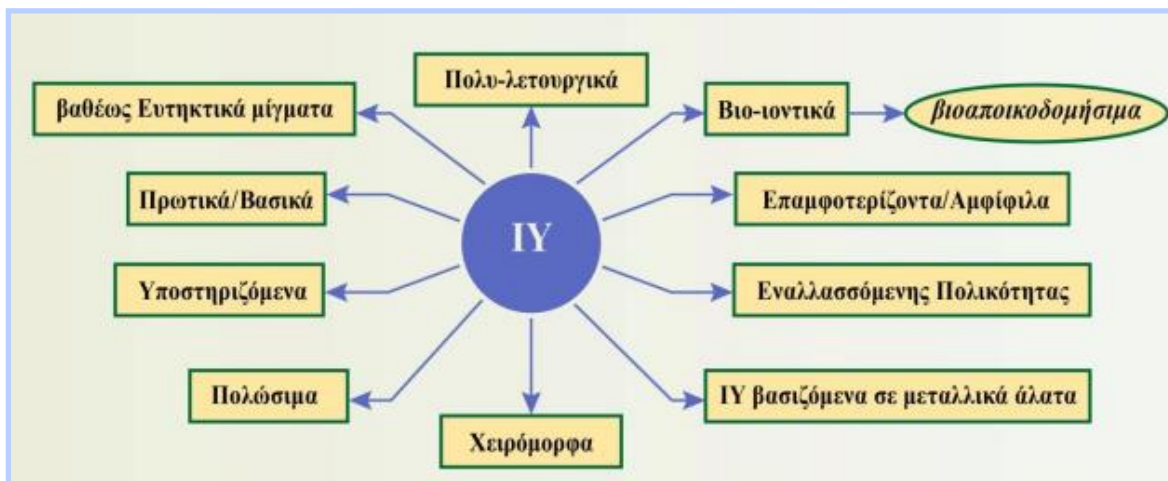 Πολυ-λετουργικά
βαθέως Ευτηκτικά μίγματα
Βιο-ιοντικά
βιοαποικοδομήσιμα
Πρωτικά/Βασικά
Επαμφοτερίζοντα/Αμφίφιλα
ΙΥ
Υποστηριζόμενα
Εναλλασσόμενης Πολικότητας
Πολώσιμα
ΙΥ βασιζόμενα σε μεταλλικά άλατα
Χειρόμορφα